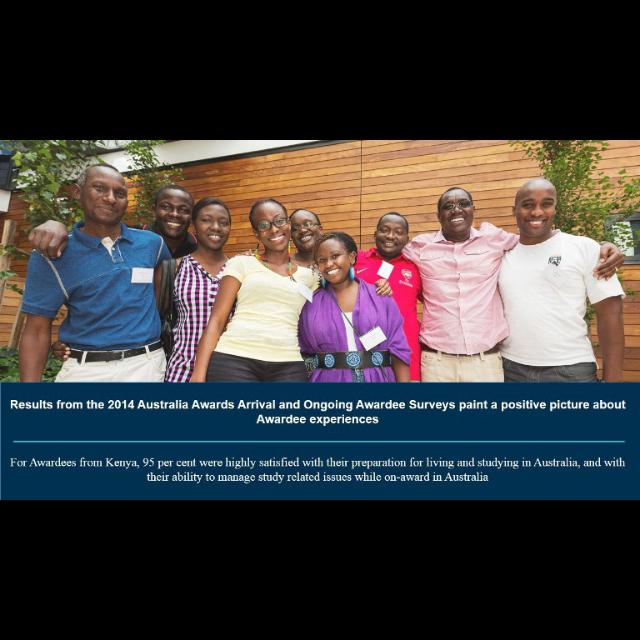 Results from the 2014 Australia Awards Arrival and Ongoing Awardee Surveys paint a positive picture about
Awardee experiences
For Awardees from Kenya, 95 per cent were highly satisfied with their preparation for living and studying in Australia, and with
their ability to manage study related issues while on-award in Australia